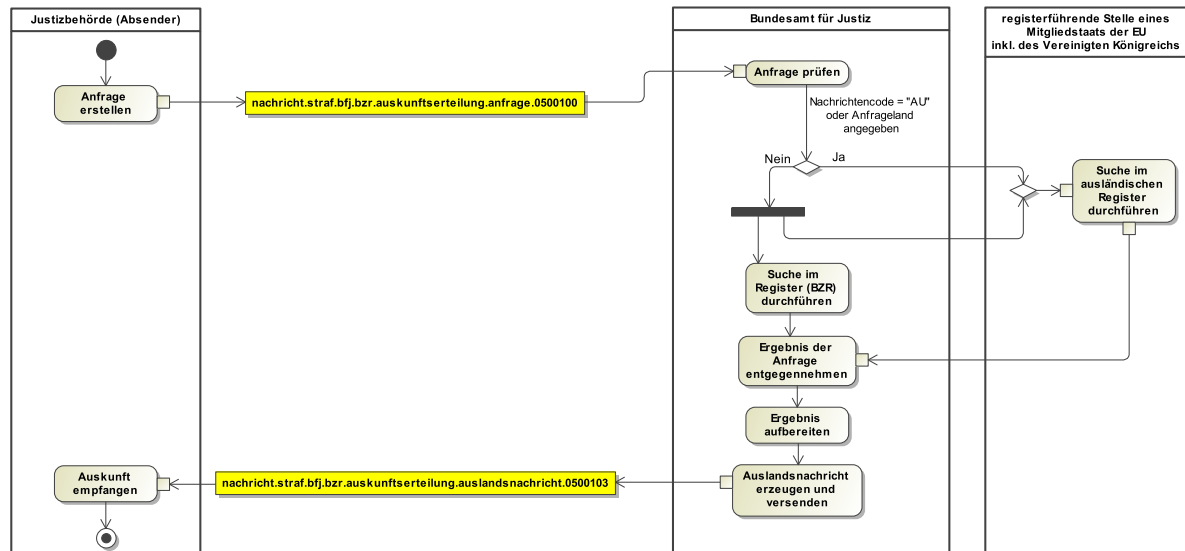 Justizbehörde (Absender)
Bundesamt für Justiz
registerführende Stelle eines
Mitgliedstaats der EU
inkl. des Vereinigten Königreichs
Anfrage
erstellen
nachricht.straf.bfj.bzr.auskunftserteilung.anfrage.0500100
Anfrage prüfen
Nachrichtencode = "AU"
oder Anfrageland
angegeben
Nein
Ja
Suche im
ausländischen
Register
durchführen
Suche im
Register (BZR)
durchführen
Ergebnis der
Anfrage
entgegennehmen
Ergebnis
aufbereiten
Auslandsnachricht
erzeugen und
versenden
nachricht.straf.bfj.bzr.auskunftserteilung.auslandsnachricht.0500103
Auskunft
empfangen